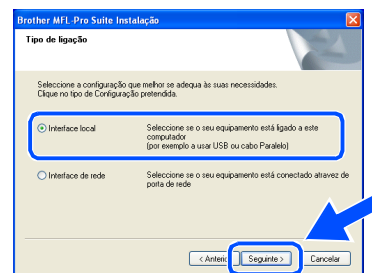 Brother MFL-Pro Suite Instalação
Tipo de ligação
Seleccione a configuração que melhor se adequa às suas necessidades.
Clique no tipo de Configuração pretendida.
Interface local
Seleccione se o seu equipamento está ligado a este
computador
(por exemplo a usar USB ou cabo Paralelo)
Interface de rede
Seleccione se o seu equipamento está conectado atravez de
porta de rede
< Anterio
Seguinte >
Cancelar